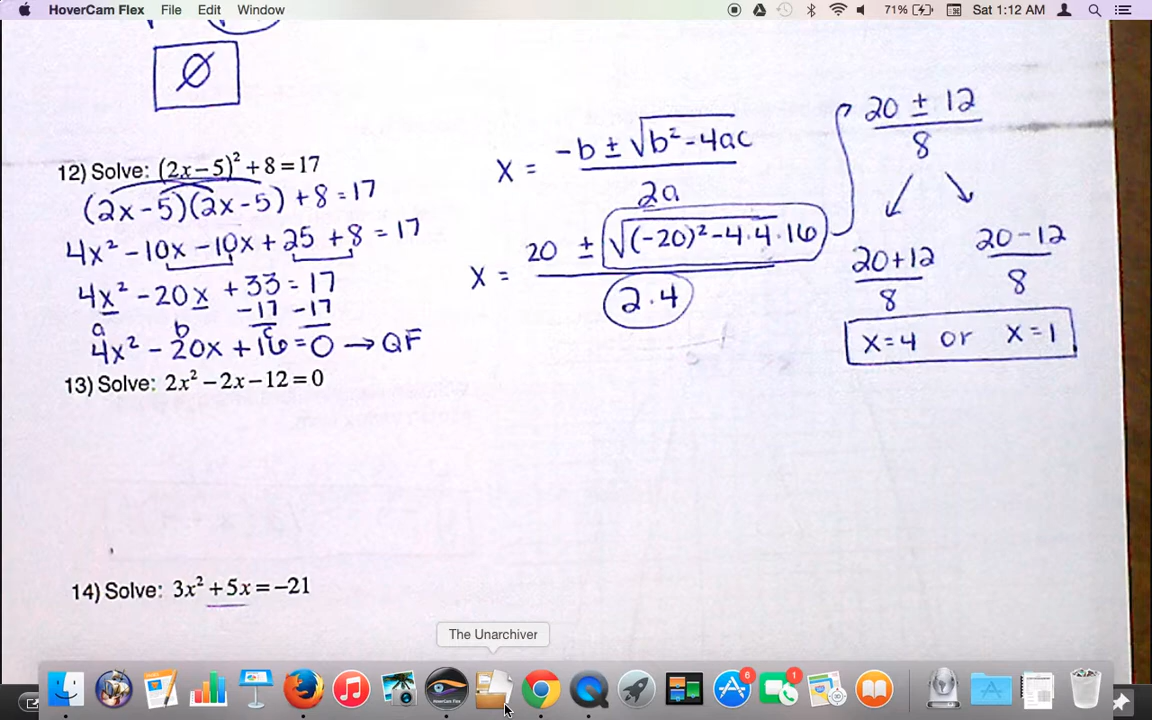 HoverCam Flex File Edit Window 71% Sat 1:12 AM
Ø
12) Solve: (2x−5)² +8=17
(2x−5)(2x−5) +8=17
4x² −10x −10x + 25 +8 = 17
4x² −20x +33 = 17
−17 −17
a b c
4x² − 20x + 16 = 0 → QF
x = −b ± √b²−4ac
2a
x = 20 ± √(−20)²−4·4·16
2·4
20 ± 12
8
20+12
8
20−12
8
x=4 or x=1
13) Solve: 2x² −2x−12=0
14) Solve: 3x² +5x=−21
The Unarchiver
HoverCam Flex
6
1